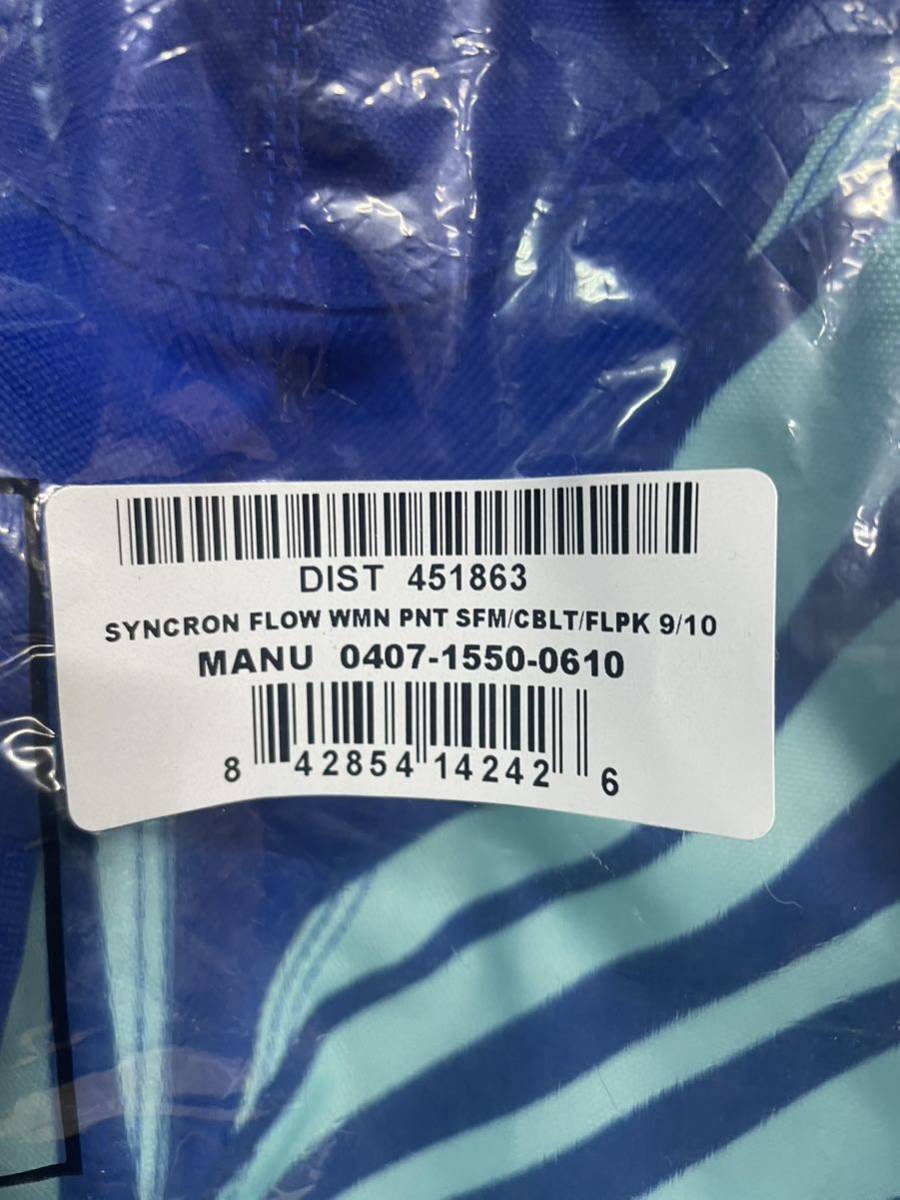 DIST 451863
SYNCRON FLOW WMN PNT SFM/CBLT/FLPK 9/10
MANU 0407-1550-0610
8 42854 14242 6